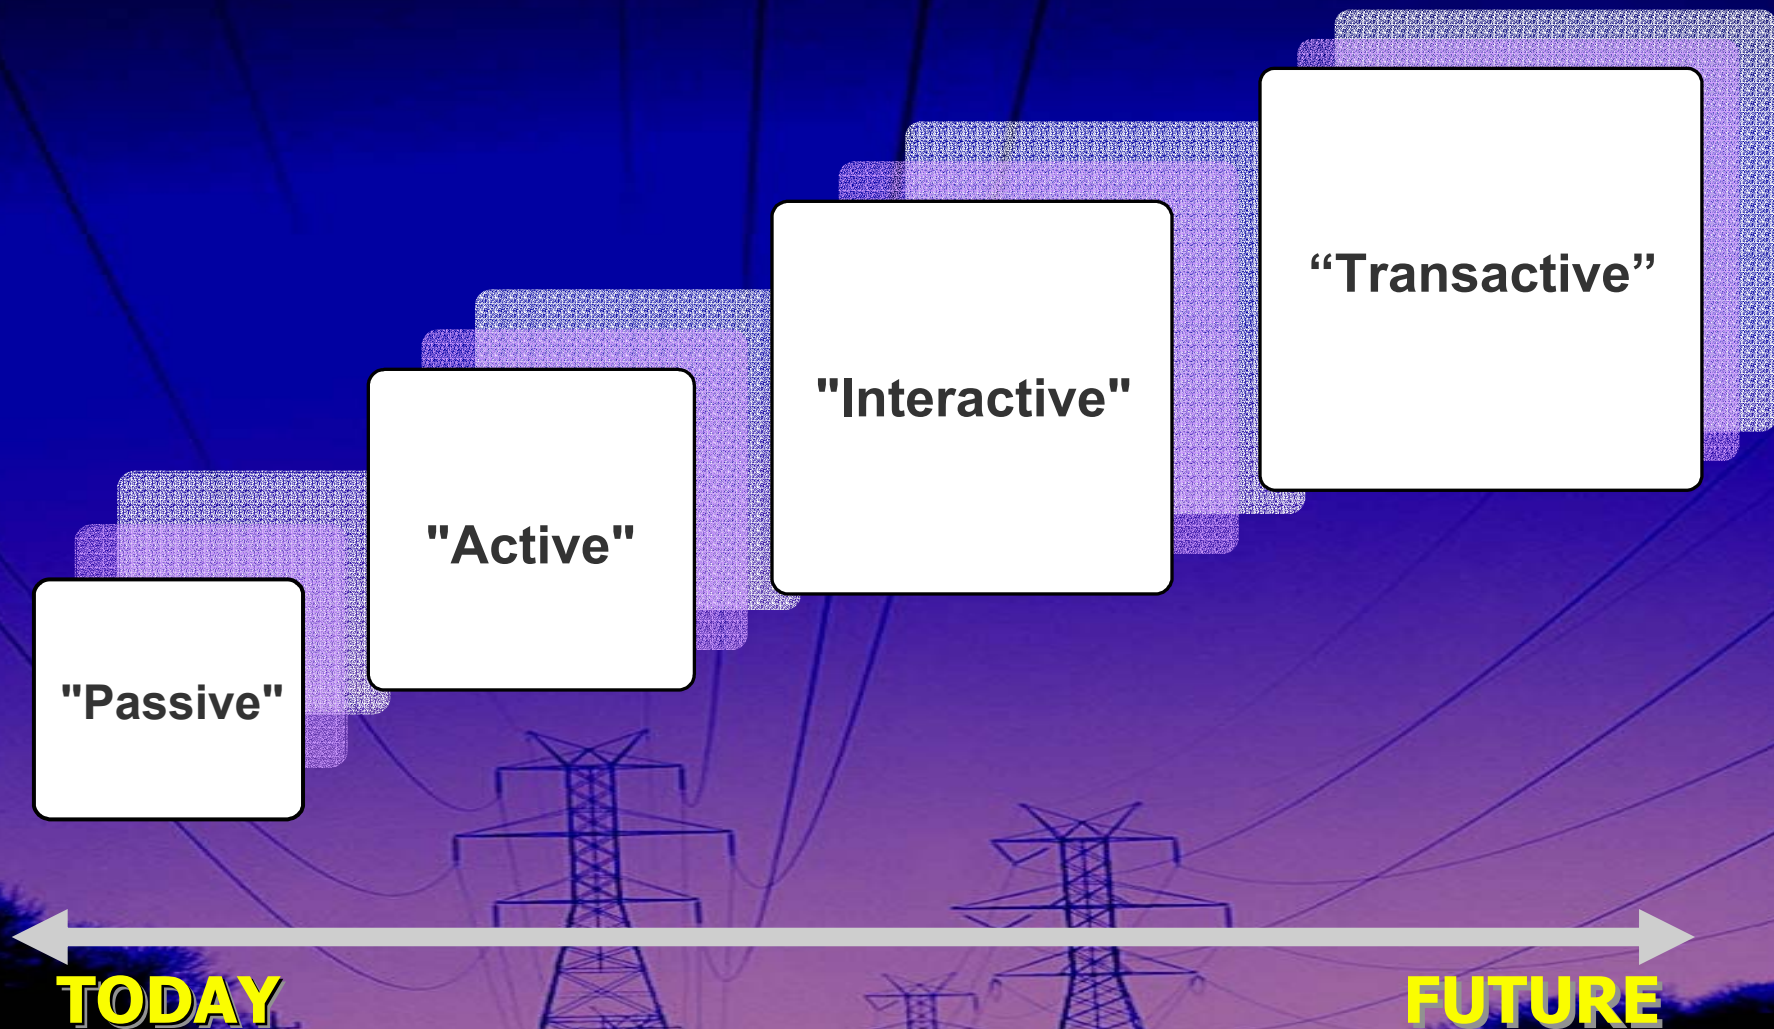 "Passive"
"Active"
"Interactive"
“Transactive”
TODAY
FUTURE